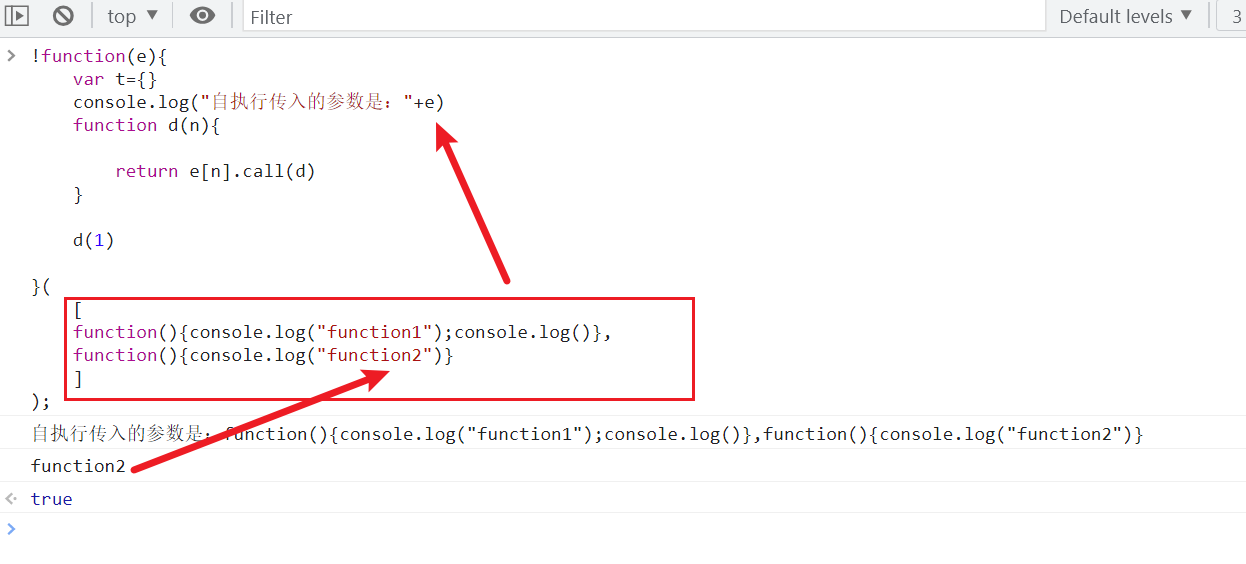 top ▼ Filter Default levels ▼ 3
> !function(e){
var t={}
console.log("自执行传入的参数是："+e)
function d(n){
return e[n].call(d)
}
d(1)
}(
[
function(){console.log("function1");console.log()},
function(){console.log("function2")}
]
);
自执行传入的参数是：function(){console.log("function1");console.log()},function(){console.log("function2")}
function2
true
>